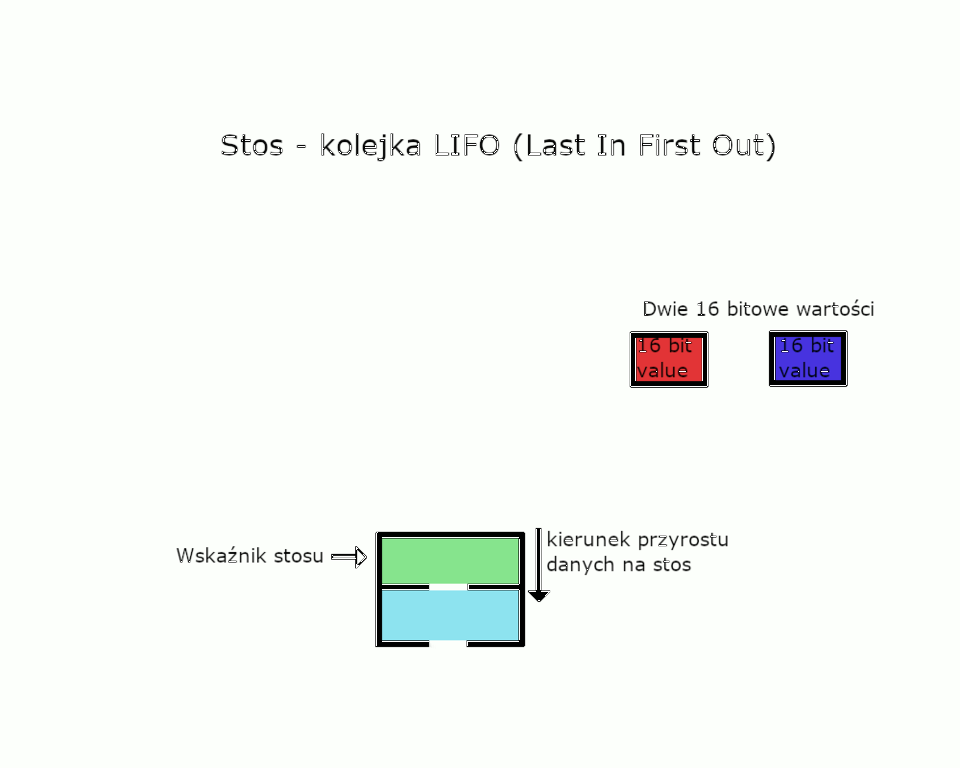 Stos - kolejka LIFO (Last In First Out)
Dwie 16 bitowe wartości
16 bit
value
16 bit
value
Wskaźnik stosu
kierunek przyrostu
danych na stos